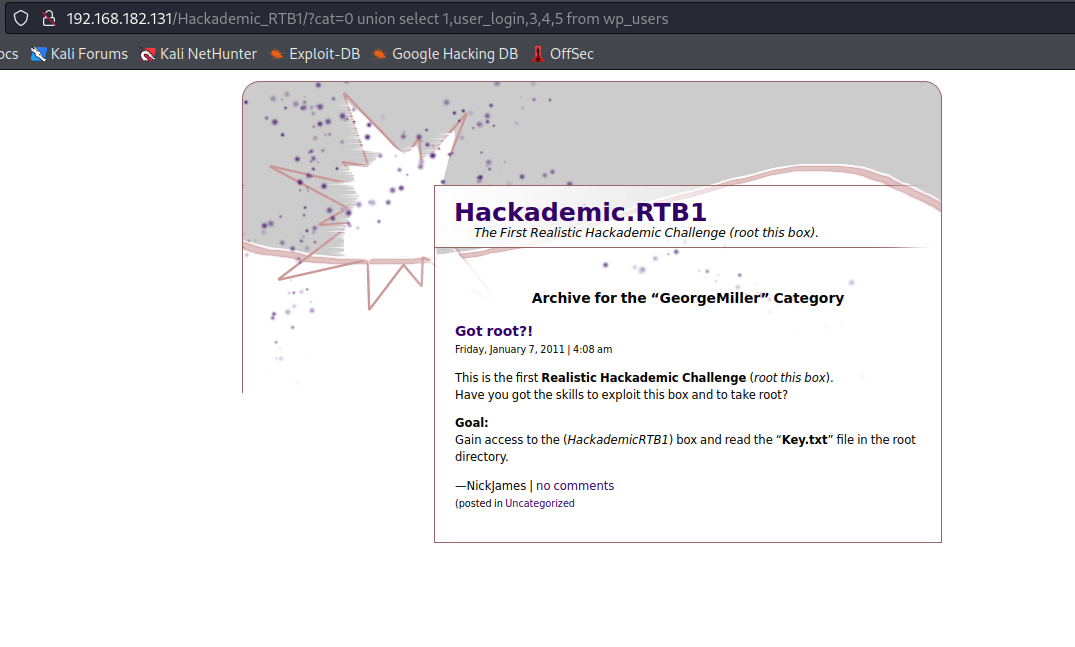 192.168.182.131/Hackademic_RTB1/?cat=0 union select 1,user_login,3,4,5 from wp_users
ocs Kali Forums Kali NetHunter Exploit-DB Google Hacking DB OffSec
Hackademic.RTB1
The First Realistic Hackademic Challenge (root this box).
Archive for the “GeorgeMiller” Category
Got root?!
Friday, January 7, 2011 | 4:08 am
This is the first Realistic Hackademic Challenge (root this box).
Have you got the skills to exploit this box and to take root?
Goal:
Gain access to the (HackademicRTB1) box and read the “Key.txt” file in the root
directory.
—NickJames | no comments
(posted in Uncategorized